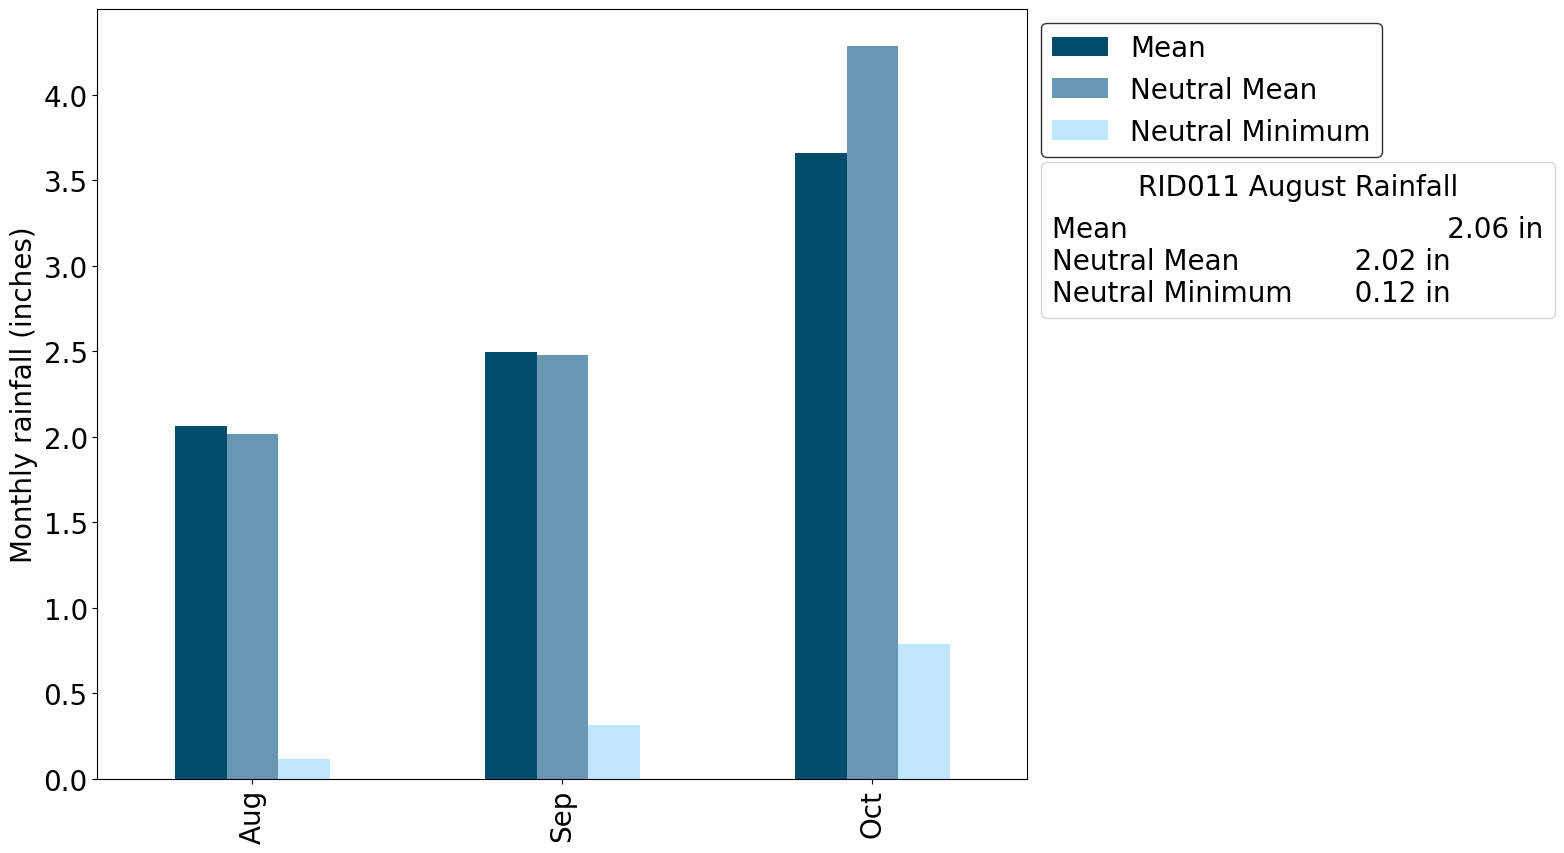 Monthly rainfall (inches)
4.0
3.5
3.0
2.5
2.0
1.5
1.0
0.5
0.0
Aug
Sep
Oct
Mean
Neutral Mean
Neutral Minimum
RID011 August Rainfall
Mean 2.06 in
Neutral Mean 2.02 in
Neutral Minimum 0.12 in